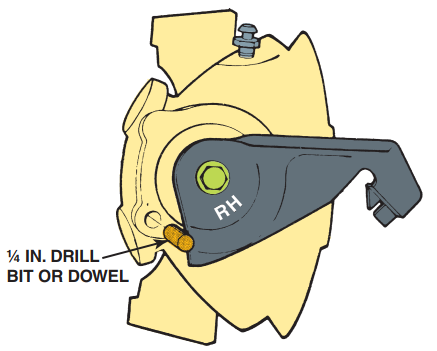 RH
¼ IN. DRILL
BIT OR DOWEL